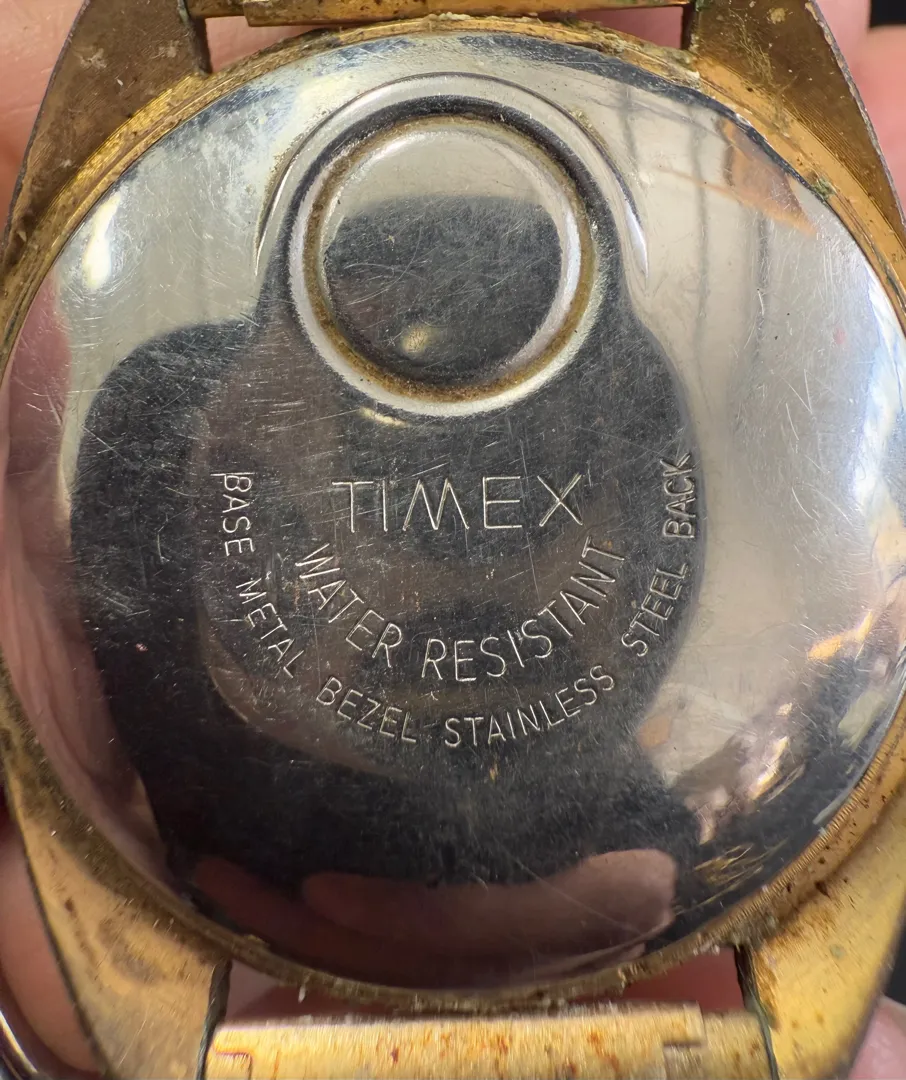 TIMEX
WATER RESISTANT
BASE METAL BEZEL STAINLESS STEEL BACK